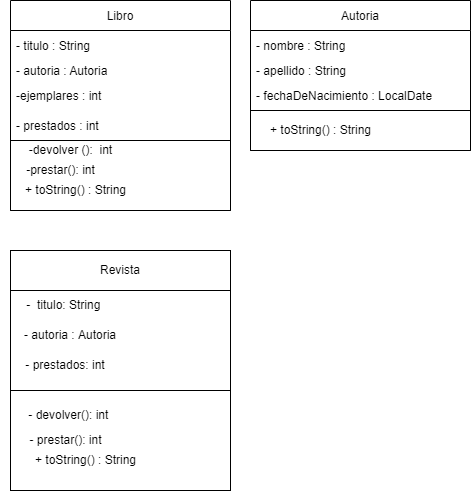 Libro
- titulo : String
- autoria : Autoria
-ejemplares : int
- prestados : int
-devolver (): int
-prestar(): int
+ toString() : String
Autoria
- nombre : String
- apellido : String
- fechaDeNacimiento : LocalDate
+ toString() : String
Revista
- titulo: String
- autoria : Autoria
- prestados: int
- devolver(): int
- prestar(): int
+ toString() : String